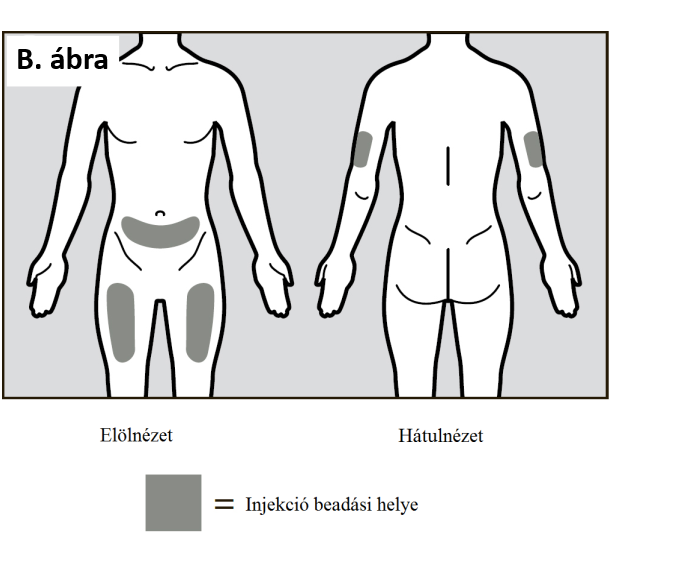 B. ábra
Elölnézet
Hátulnézet
= Injekció beadási helye